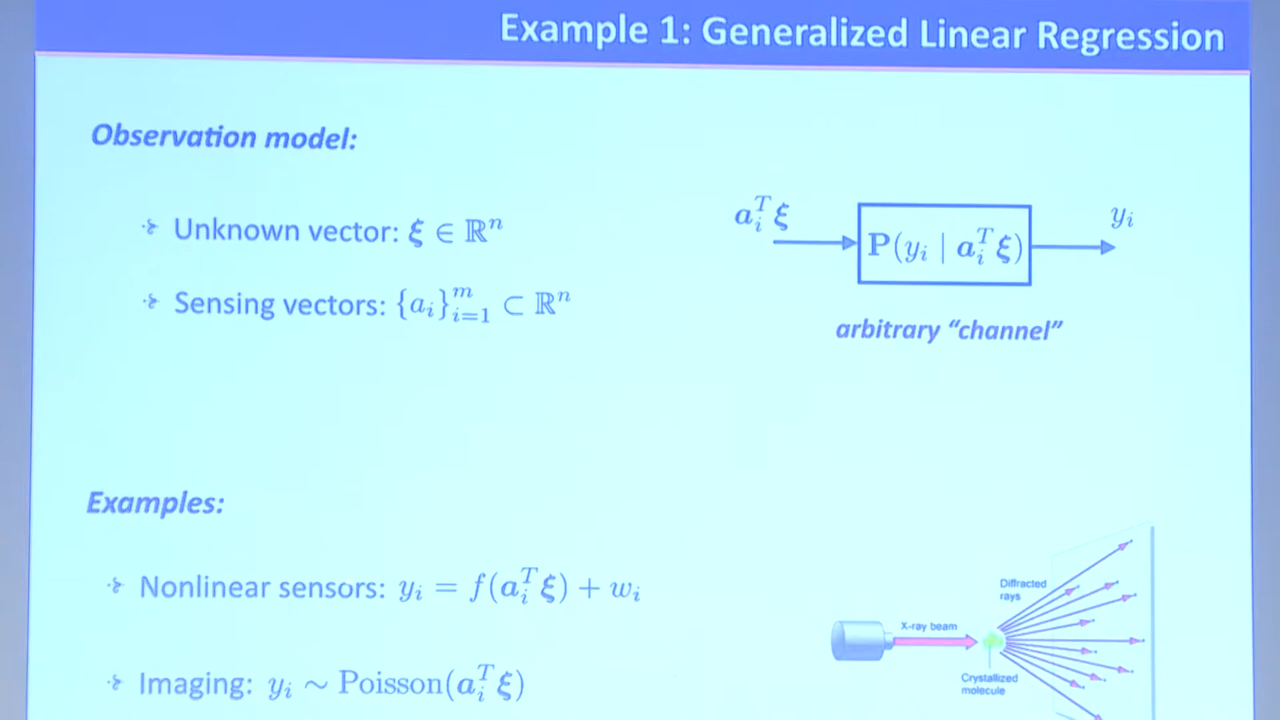 Example 1: Generalized Linear Regression
Observation model:
Unknown vector: ξ ∈ ℝⁿ
Sensing vectors: {aᵢ}ᵢ₌₁ᵐ ⊂ ℝⁿ
aᵢᵀξ
P(yᵢ | aᵢᵀξ)
yᵢ
arbitrary “channel”
Examples:
Nonlinear sensors: yᵢ = f(aᵢᵀξ) + wᵢ
Imaging: yᵢ ∼ Poisson(aᵢᵀξ)
Diffracted
rays
X-ray beam
Crystallized
molecule